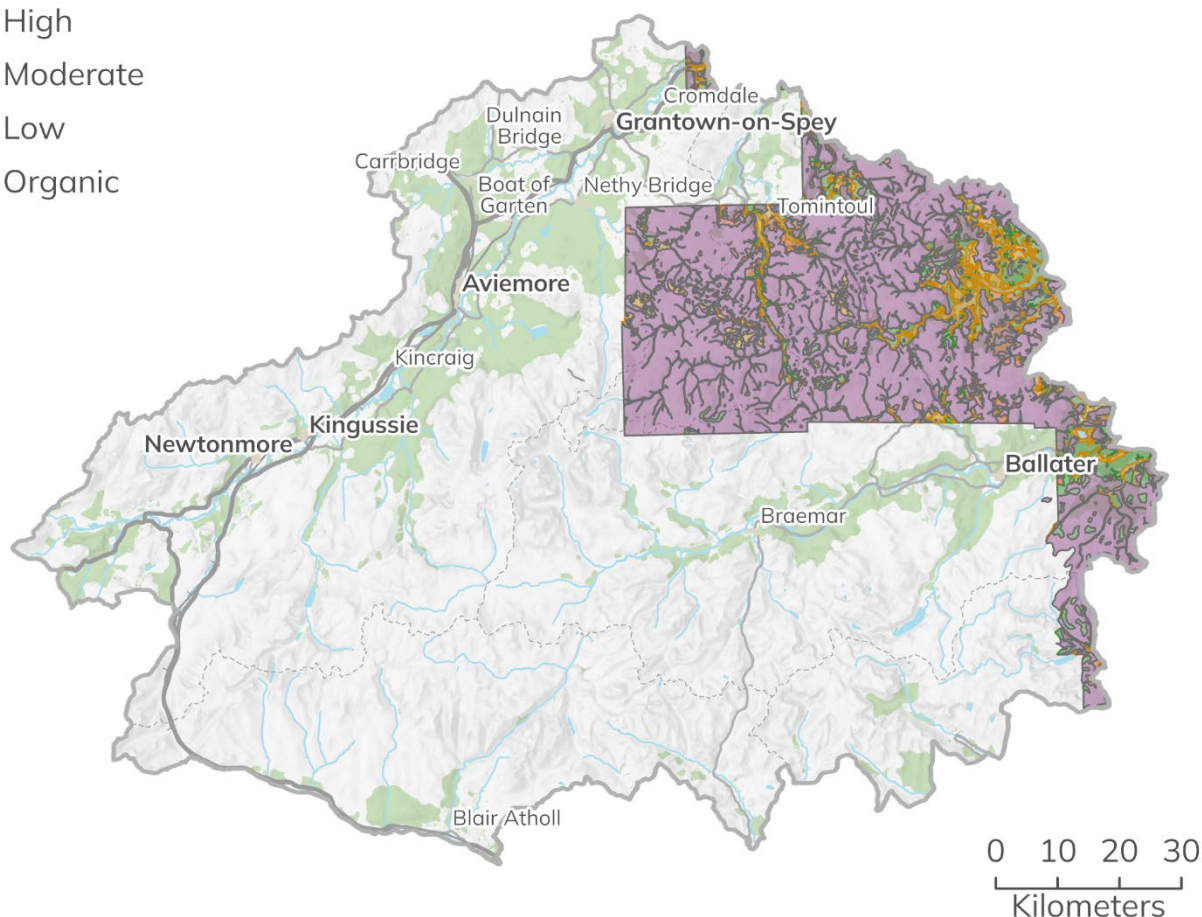 High
Moderate
Low
Organic
Cromdale
Dulnain
Bridge
Grantown-on-Spey
Carrbridge
Boat of
Garten
Nethy Bridge
Tomintoul
Aviemore
Kincraig
Kingussie
Newtonmore
Ballater
Braemar
Blair Atholl
0 10 20 30
Kilometers